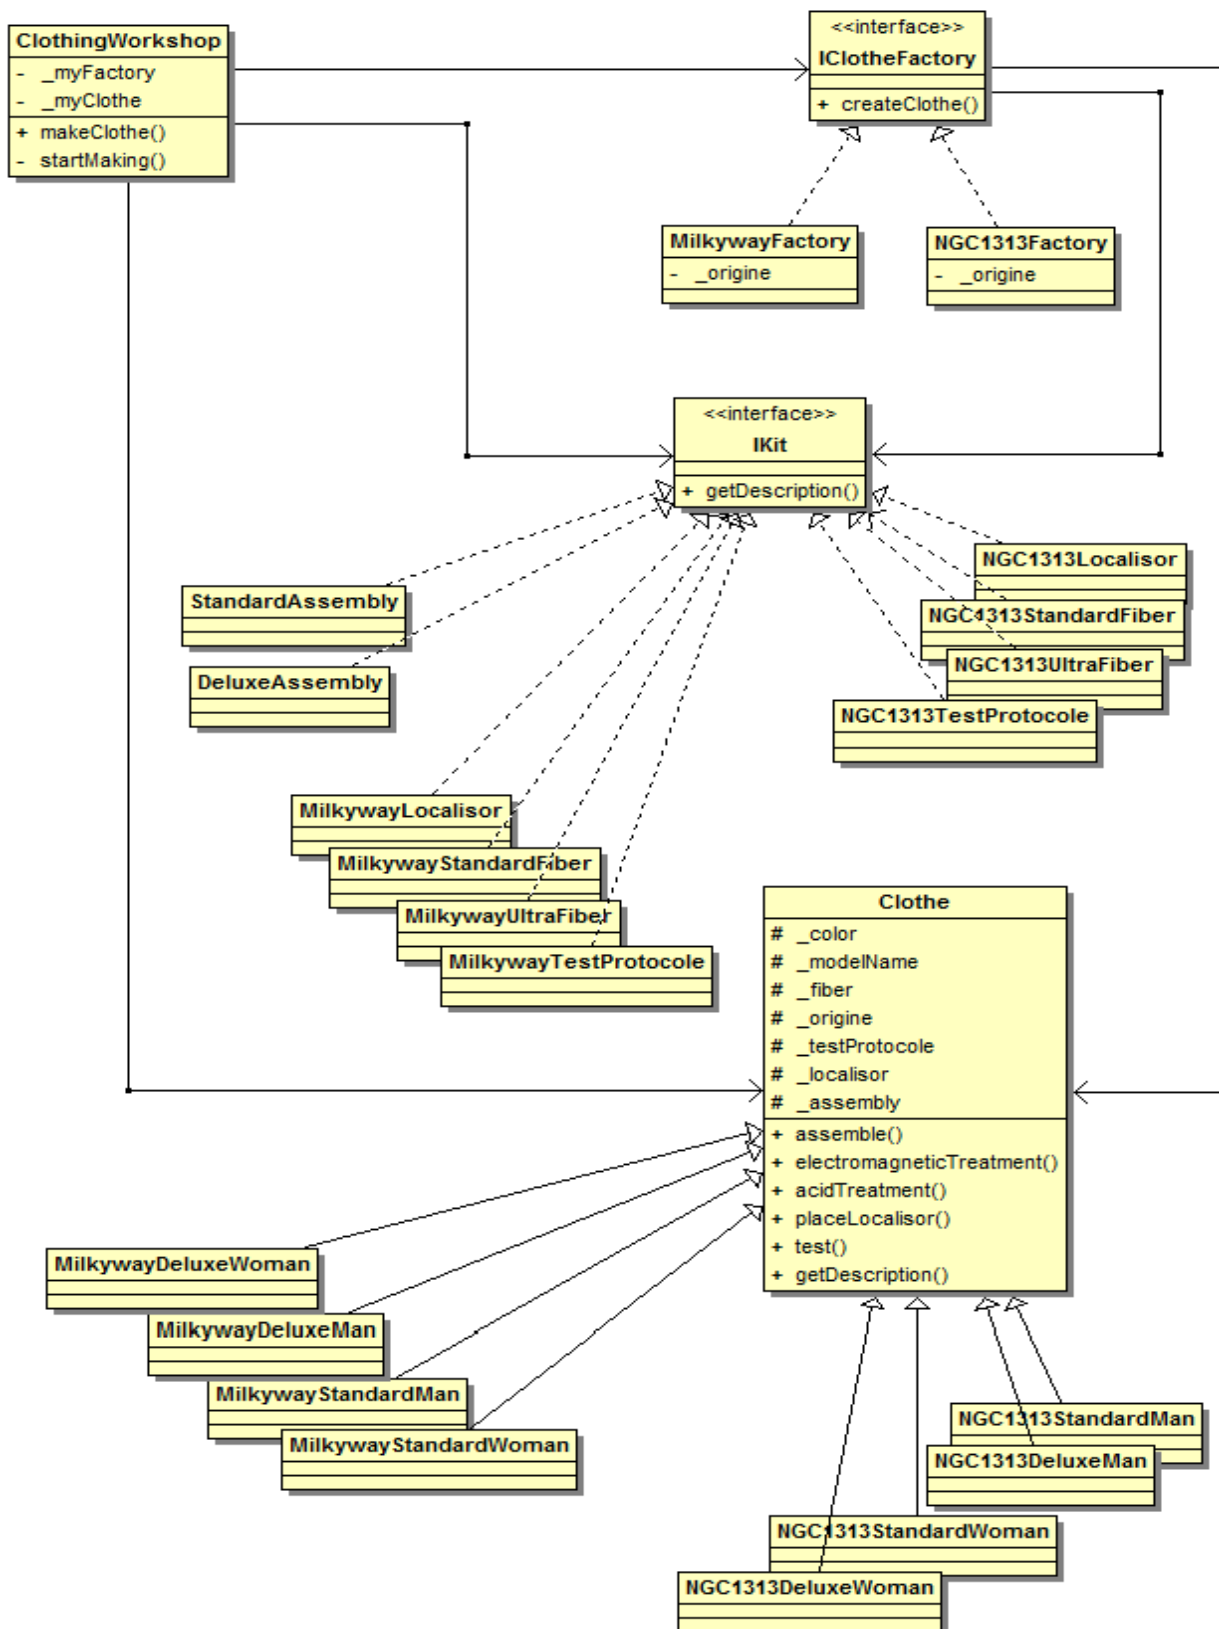 ClothingWorkshop
- _myFactory
- _myClothe
+ makeClothe()
- startMaking()
<<interface>>
IClotheFactory
+ createClothe()
MilkywayFactory
- _origine
NGC1313Factory
- _origine
<<interface>>
IKit
+ getDescription()
StandardAssembly
DeluxeAssembly
NGC1313Localisor
NGC1313StandardFiber
NGC1313UltraFiber
NGC1313TestProtocole
MilkywayLocalisor
MilkywayStandardFiber
MilkywayUltraFiber
MilkywayTestProtocole
Clothe
# _color
# _modelName
# _fiber
# _origine
# _testProtocole
# _localisor
# _assembly
+ assemble()
+ electromagneticTreatment()
+ acidTreatment()
+ placeLocalisor()
+ test()
+ getDescription()
MilkywayDeluxeWoman
MilkywayDeluxeMan
MilkywayStandardMan
MilkywayStandardWoman
NGC1313StandardMan
NGC1313DeluxeMan
NGC1313StandardWoman
NGC1313DeluxeWoman